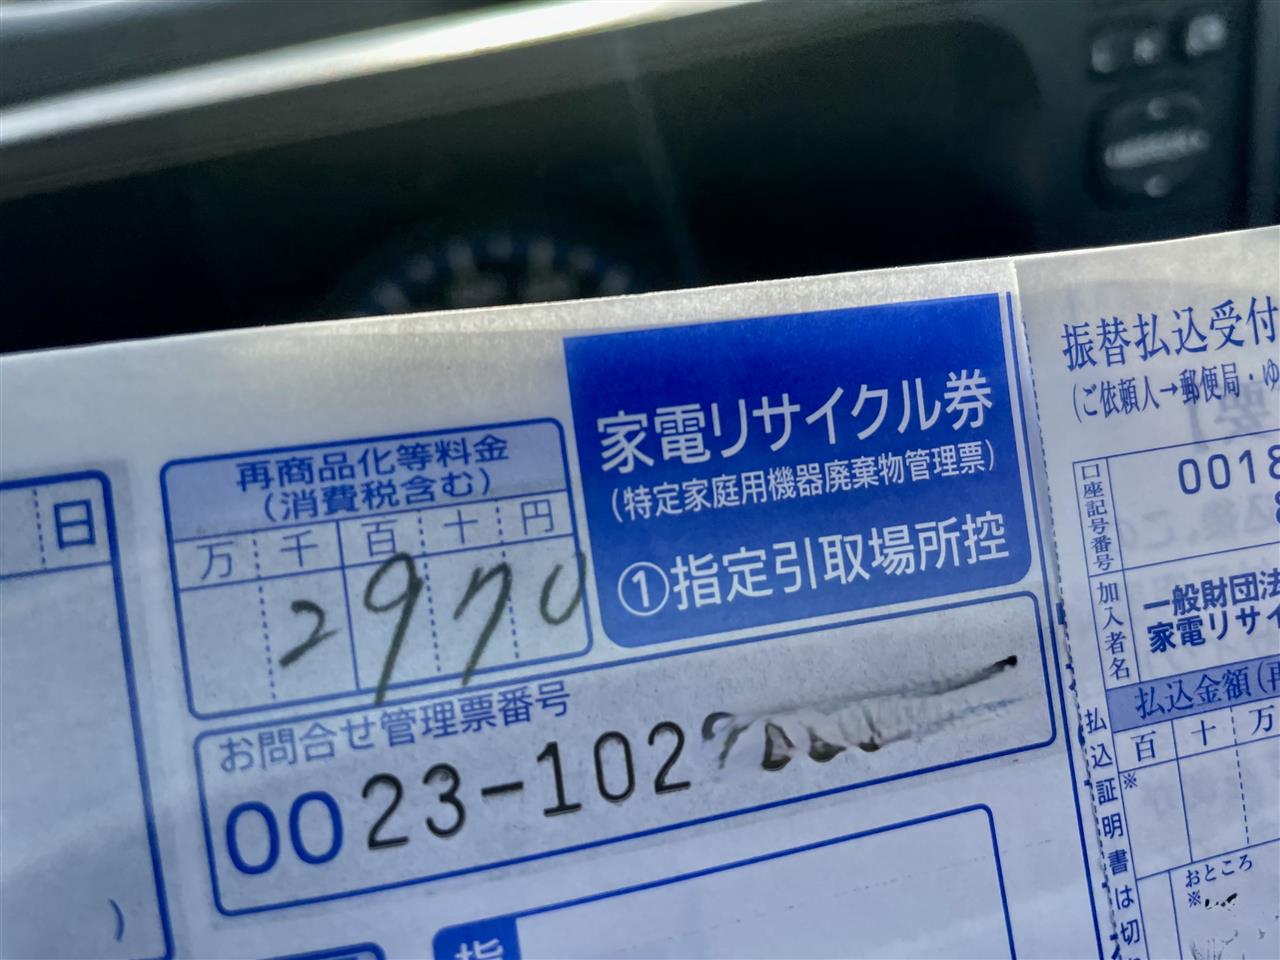 日
再商品化等料金
(消費税含む)
万 千 百 十 円
2970
家電リサイクル券
(特定家庭用機器廃棄物管理票)
①指定引取場所控
お問合せ管理票番号
0023-102
指
)
振替払込受付
(ご依頼人→郵便局・ゆ
口座記号番号
0018
加入者名
一般財団法
家電リサイ
払込金額(再
百 十 万
※
払込証明書は切
おところ
※